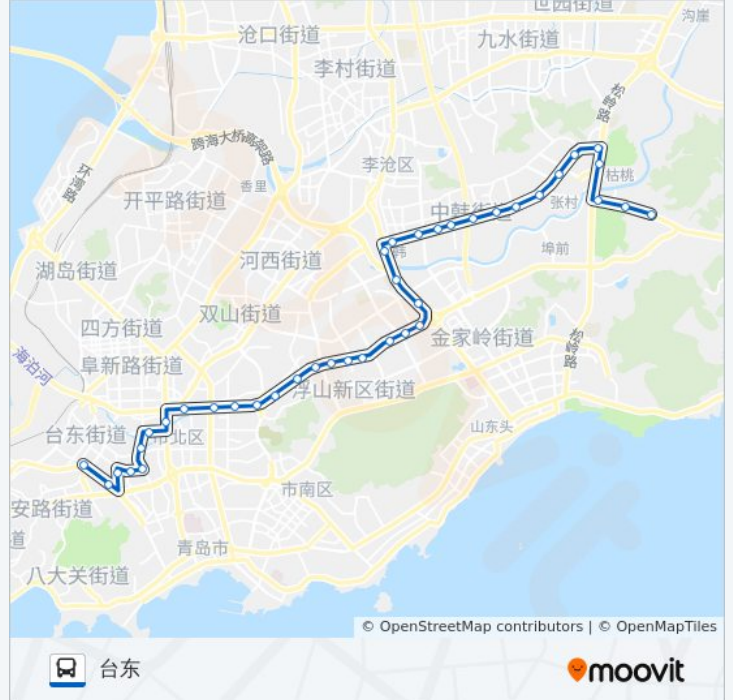 世园街道
沟崖
沧口街道
九水街道
李村街道
松岭路
跨海大桥高架路
环湾路
李沧区
枯桃
香里
开平路街道
张村
中韩街道
埠前
韩
河西街道
湖岛街道
双山街道
四方街道
金家岭街道
松岭路
海泊河
阜新路街道
浮山新区街道
台东街道
市北区
山东头
市南区
安路街道
道
青岛市
八大关街道
© OpenStreetMap contributors | © OpenMapTiles
台东
moovit